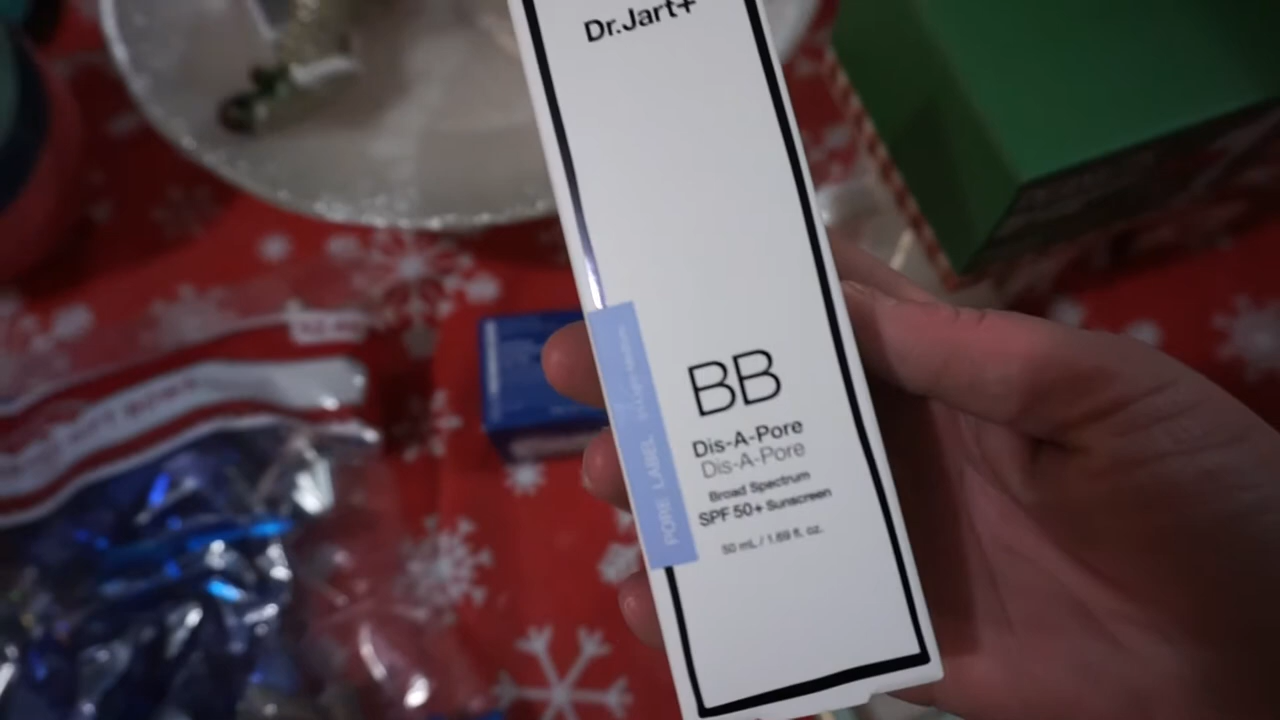 Dr.Jart+
BB
Dis-A-Pore
Dis-A-Pore
Broad Spectrum
SPF 50+ Sunscreen
50 mL / 1.69 fl. oz.
PORE LABEL